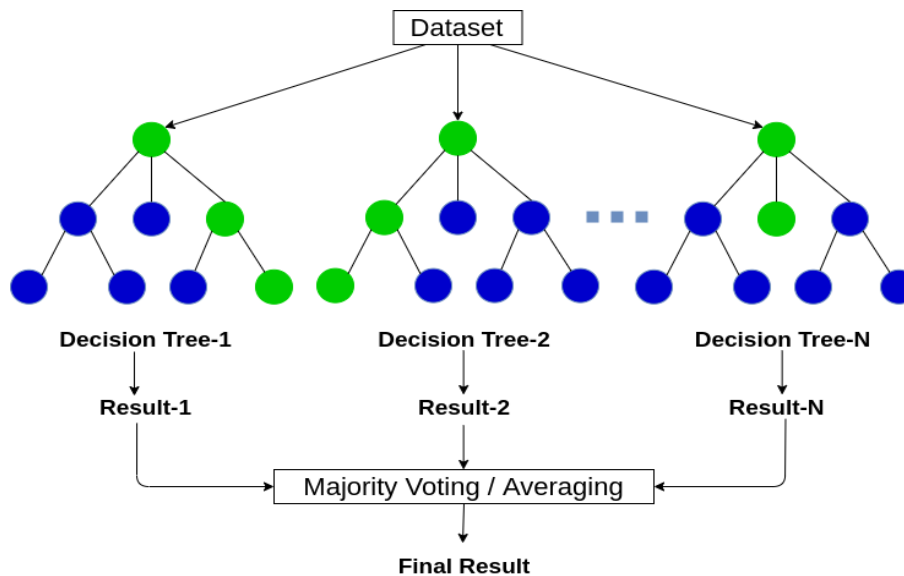 Dataset
Decision Tree-1
Decision Tree-2
Decision Tree-N
Result-1
Result-2
Result-N
Majority Voting / Averaging
Final Result